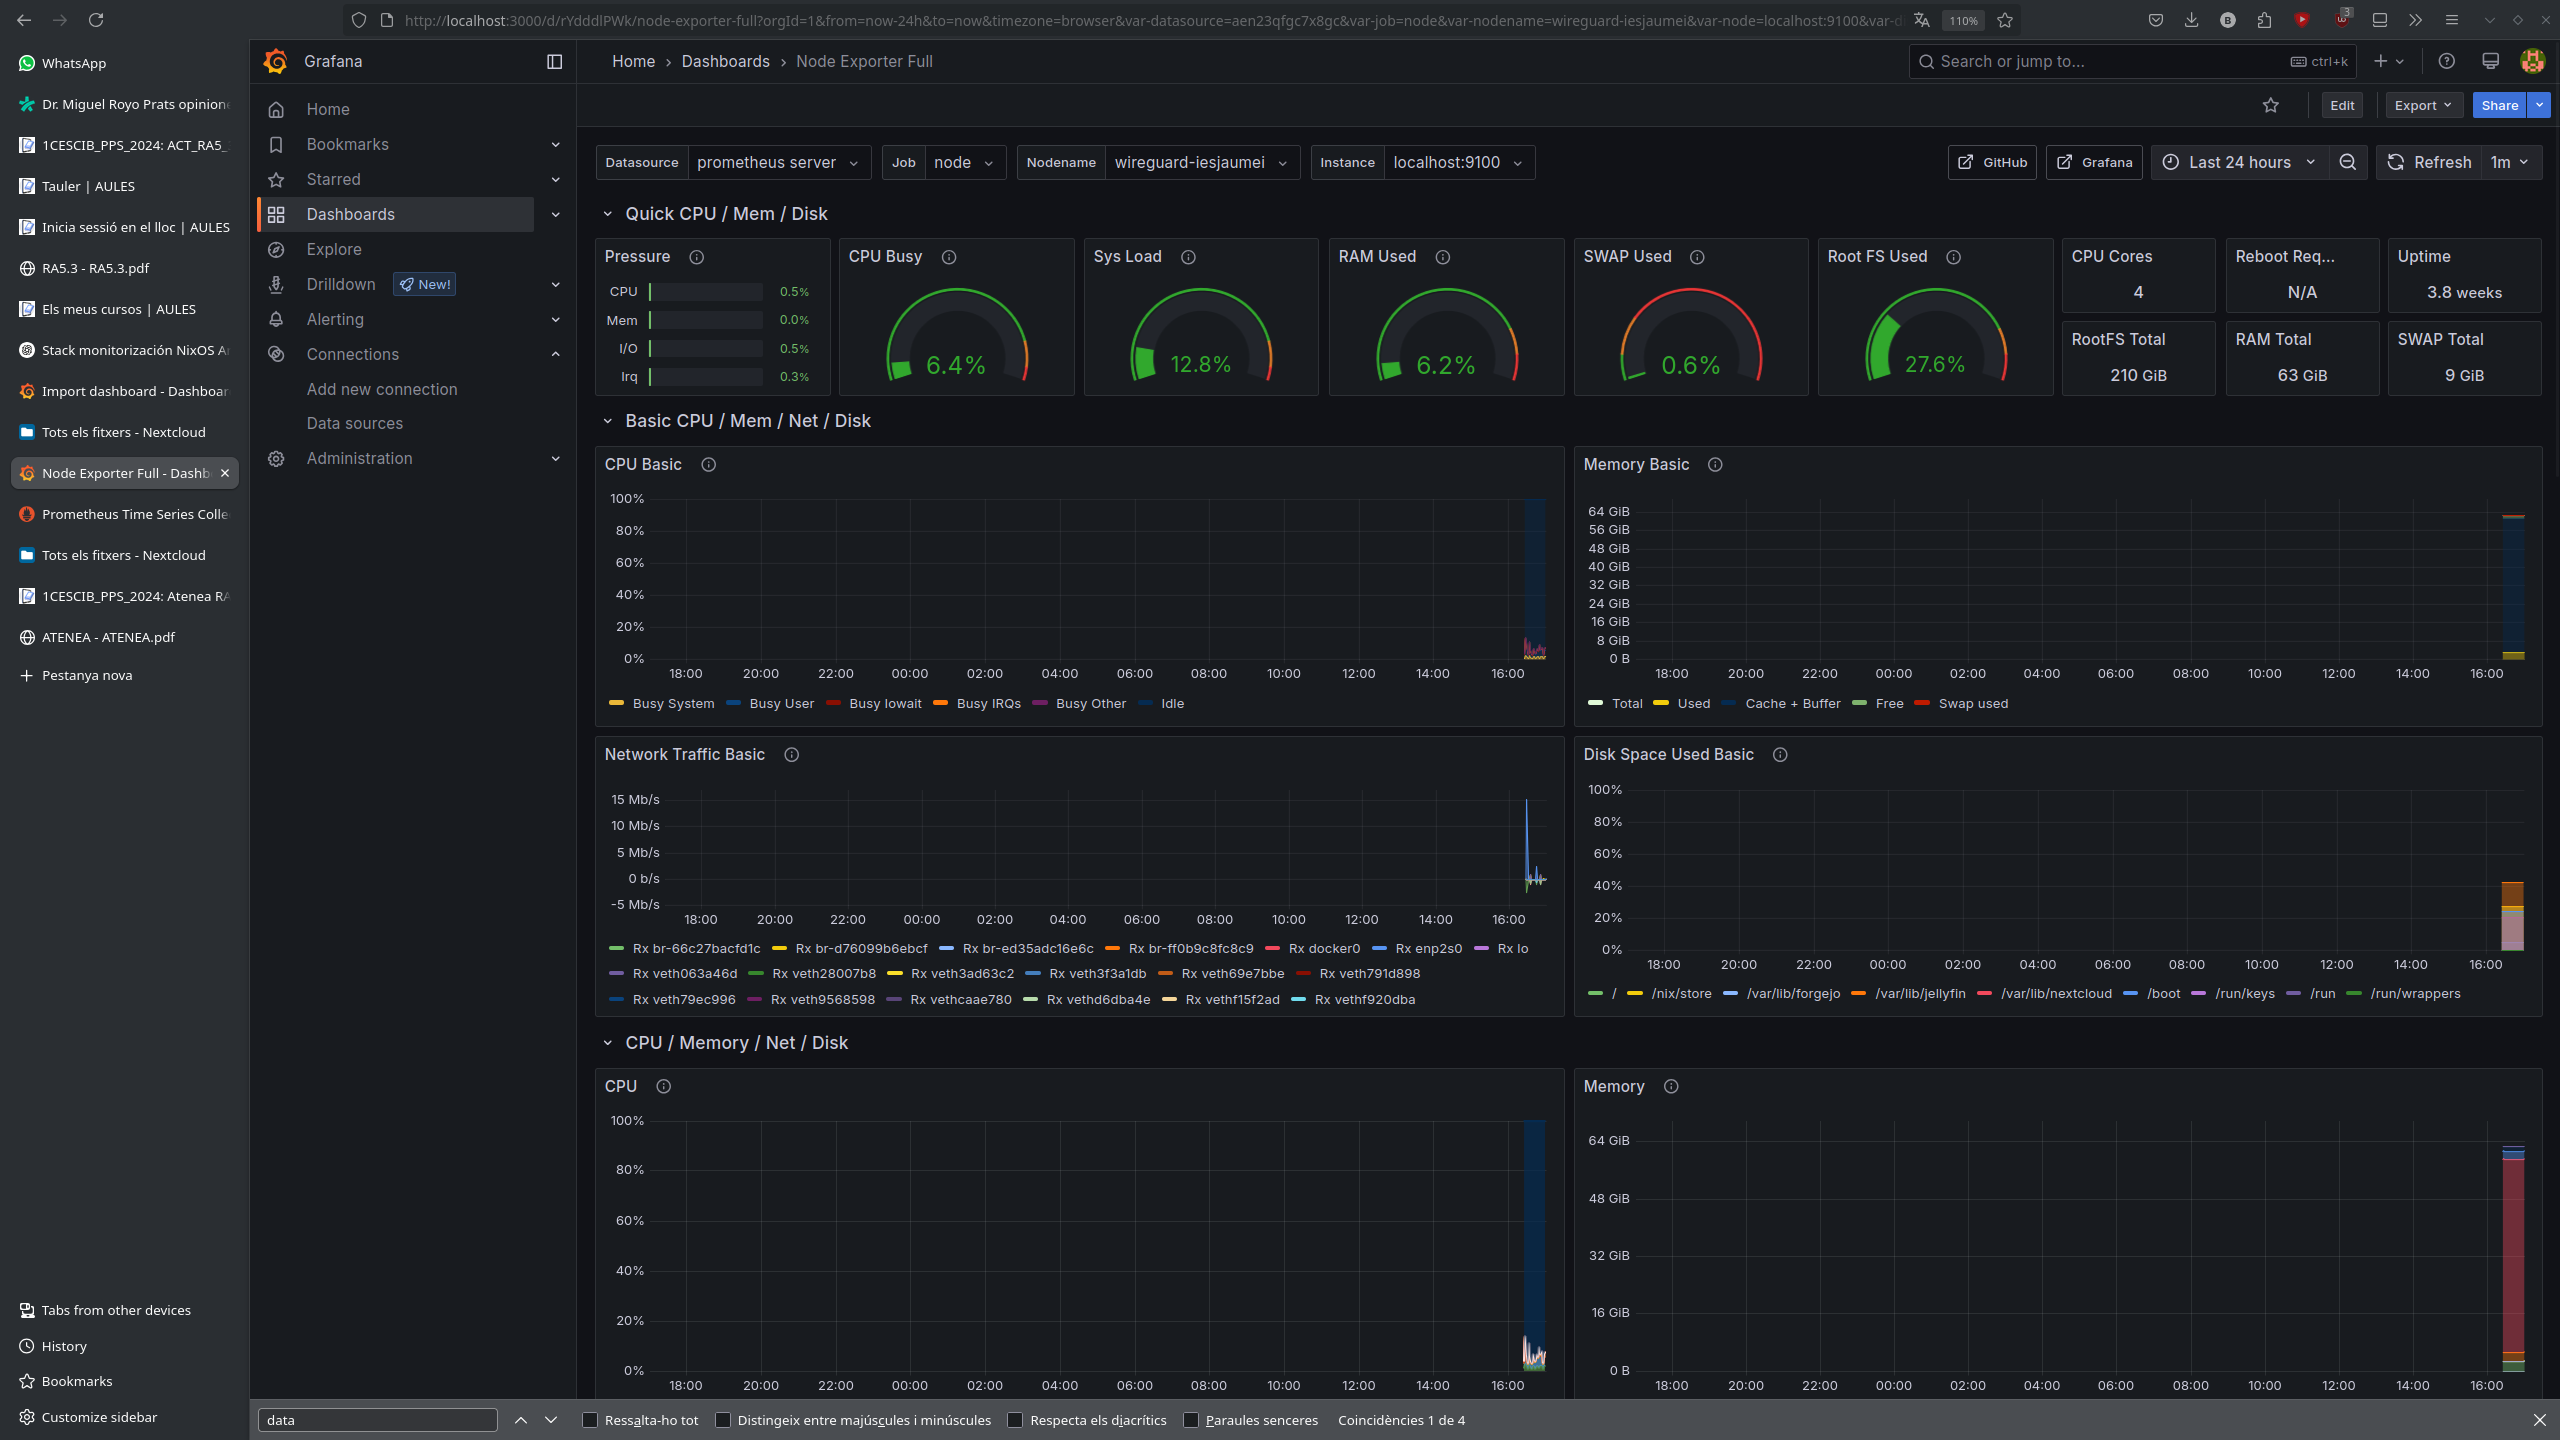 http://localhost:3000/d/rYdddlPWk/node-exporter-full?orgId=1&from=now-24h&to=now&timezone=browser&var-datasource=aen23qfgc7x8gc&var-job=node&var-nodename=wireguard-iesjaumei&var-node=localhost:9100&var-d
110%
3
WhatsApp
Dr. Miguel Royo Prats opinione
1CESCIB_PPS_2024: ACT_RA5_
Tauler | AULES
Inicia sessió en el lloc | AULES
RA5.3 - RA5.3.pdf
Els meus cursos | AULES
Stack monitorización NixOS Ar
Import dashboard - Dashboar
Tots els fitxers - Nextcloud
Node Exporter Full - Dashb
Prometheus Time Series Colle
Tots els fitxers - Nextcloud
1CESCIB_PPS_2024: Atenea RA
ATENEA - ATENEA.pdf
Pestanya nova
Tabs from other devices
History
Bookmarks
Customize sidebar
Grafana
Home
Bookmarks
Starred
Dashboards
Explore
Drilldown New!
Alerting
Connections
Add new connection
Data sources
Administration
Home › Dashboards › Node Exporter Full
Search or jump to... ctrl+k
Edit Export Share
Datasource prometheus server Job node Nodename wireguard-iesjaumei Instance localhost:9100
GitHub Grafana Last 24 hours Refresh 1m
Quick CPU / Mem / Disk
Pressure
CPU 0.5%
Mem 0.0%
I/O 0.5%
Irq 0.3%
CPU Busy
6.4%
Sys Load
12.8%
RAM Used
6.2%
SWAP Used
0.6%
Root FS Used
27.6%
CPU Cores
4
Reboot Req...
N/A
Uptime
3.8 weeks
RootFS Total
210 GiB
RAM Total
63 GiB
SWAP Total
9 GiB
Basic CPU / Mem / Net / Disk
CPU Basic
100%
80%
60%
40%
20%
0%
18:00 20:00 22:00 00:00 02:00 04:00 06:00 08:00 10:00 12:00 14:00 16:00
Busy System Busy User Busy Iowait Busy IRQs Busy Other Idle
Memory Basic
64 GiB
56 GiB
48 GiB
40 GiB
32 GiB
24 GiB
16 GiB
8 GiB
0 B
18:00 20:00 22:00 00:00 02:00 04:00 06:00 08:00 10:00 12:00 14:00 16:00
Total Used Cache + Buffer Free Swap used
Network Traffic Basic
15 Mb/s
10 Mb/s
5 Mb/s
0 b/s
-5 Mb/s
18:00 20:00 22:00 00:00 02:00 04:00 06:00 08:00 10:00 12:00 14:00 16:00
Rx br-66c27bacfd1c Rx br-d76099b6ebcf Rx br-ed35adc16e6c Rx br-ff0b9c8fc8c9 Rx docker0 Rx enp2s0 Rx lo
Rx veth063a46d Rx veth28007b8 Rx veth3ad63c2 Rx veth3f3a1db Rx veth69e7bbe Rx veth791d898
Rx veth79ec996 Rx veth9568598 Rx vethcaae780 Rx vethd6dba4e Rx vethf15f2ad Rx vethf920dba
Disk Space Used Basic
100%
80%
60%
40%
20%
0%
18:00 20:00 22:00 00:00 02:00 04:00 06:00 08:00 10:00 12:00 14:00 16:00
/ /nix/store /var/lib/forgejo /var/lib/jellyfin /var/lib/nextcloud /boot /run/keys /run /run/wrappers
CPU / Memory / Net / Disk
CPU
100%
80%
60%
40%
20%
0%
18:00 20:00 22:00 00:00 02:00 04:00 06:00 08:00 10:00 12:00 14:00 16:00
Memory
64 GiB
48 GiB
32 GiB
16 GiB
0 B
18:00 20:00 22:00 00:00 02:00 04:00 06:00 08:00 10:00 12:00 14:00 16:00
data Ressalta-ho tot Distingeix entre majúscules i minúscules Respecta els diacrítics Paraules senceres Coincidències 1 de 4